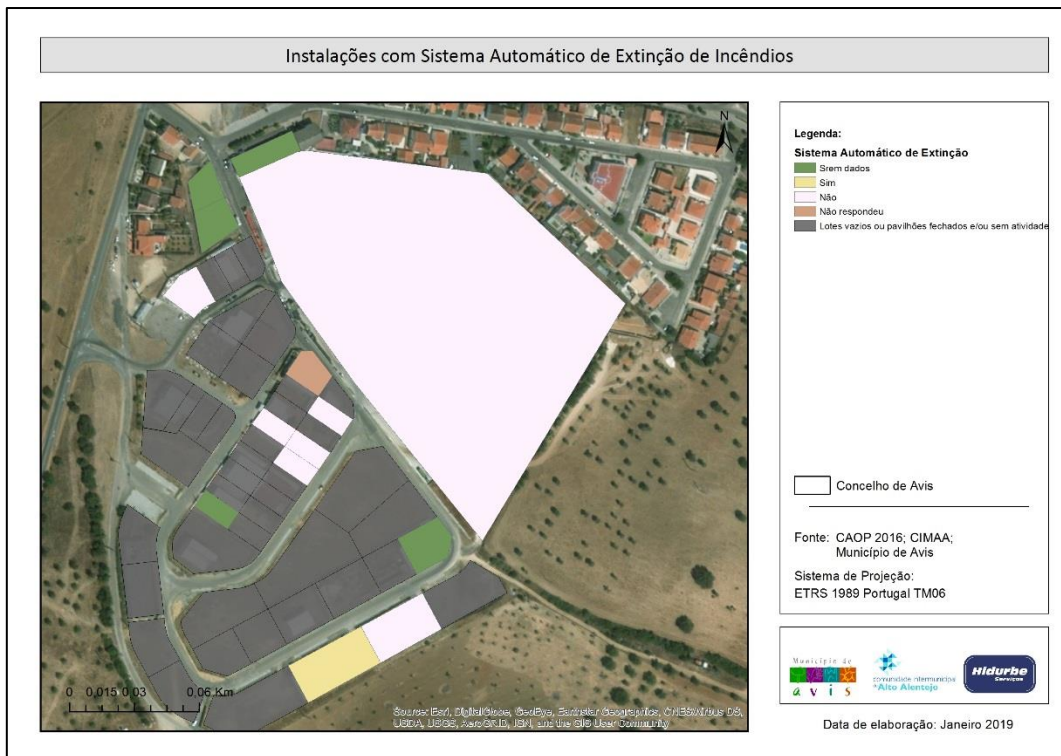 Instalações com Sistema Automático de Extinção de Incêndios
N
Legenda:
Sistema Automático de Extinção
Srem dados
Sim
Não
Não respondeu
Lotes vazios ou pavilhões fechados e/ou sem atividade
Concelho de Avis
Fonte: CAOP 2016; CIMAA;
Município de Avis
Sistema de Projeção:
ETRS 1989 Portugal TM06
0 0,015 0,03 0,06 Km
Source: Esri, DigitalGlobe, GeoEye, Earthstar Geographics, CNES/Airbus DS,
USDA, USGS, AeroGRID, IGN, and the GIS User Community
Município de
avis
comunidade intermunicipal
Alto Alentejo
Hidurbe
Serviços
Data de elaboração: Janeiro 2019